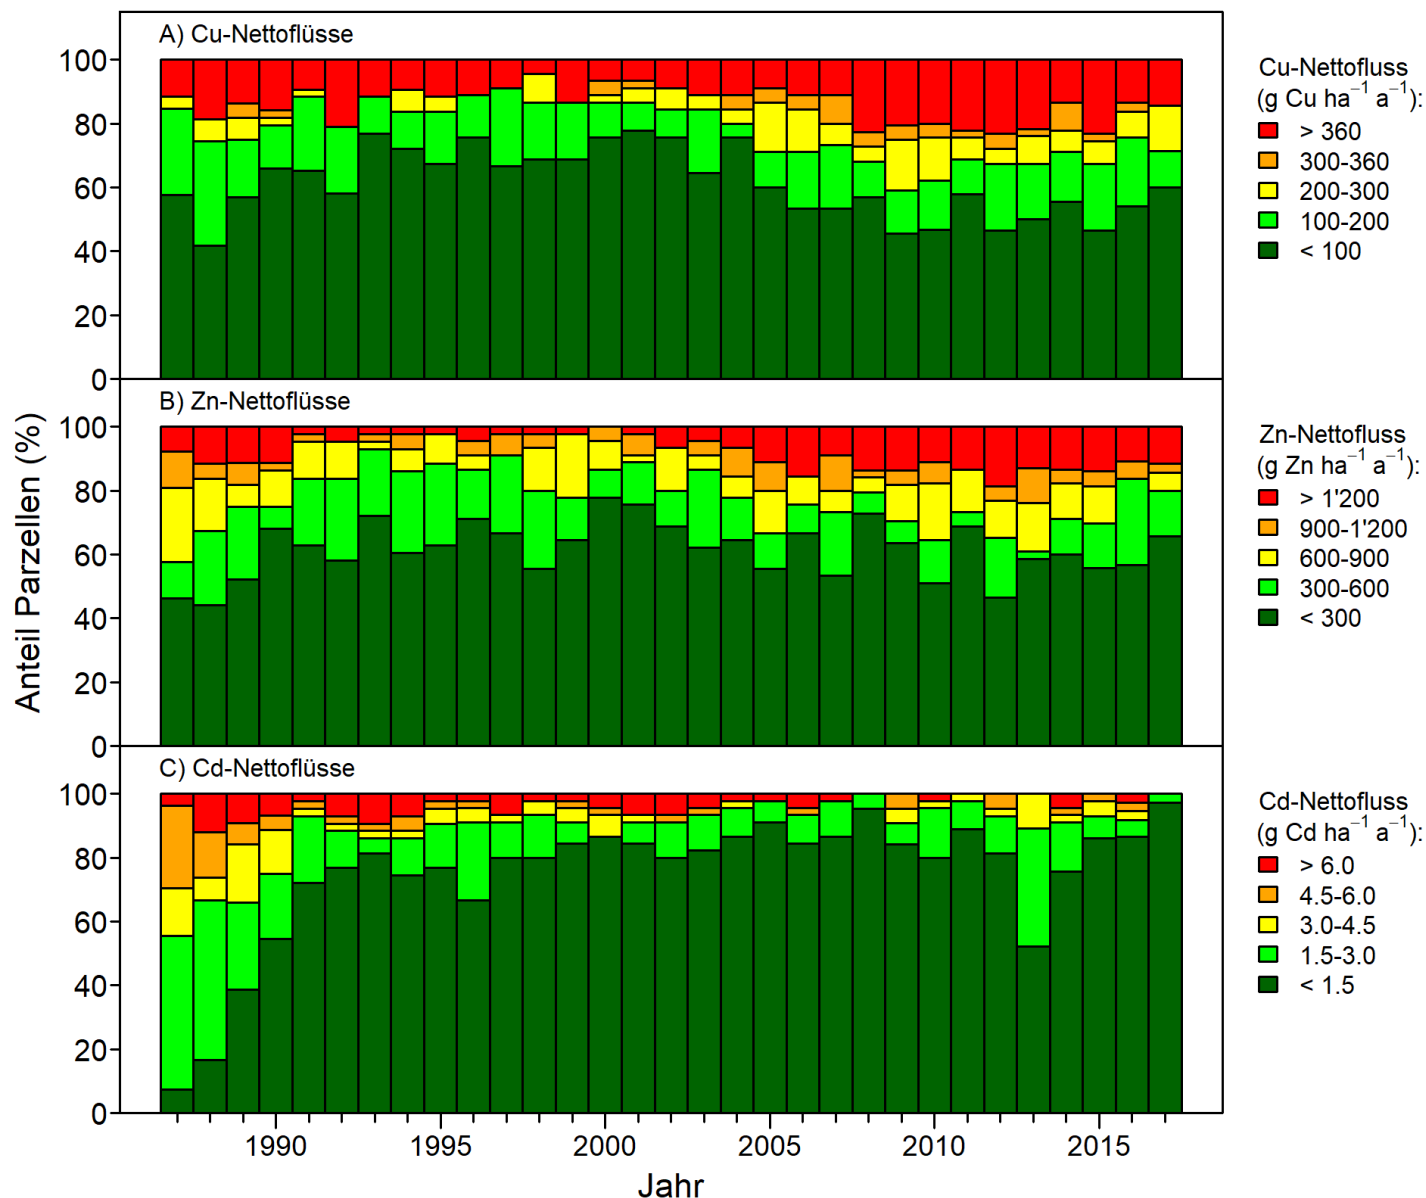 A) Cu-Nettoflüsse
100
80
60
40
20
0
Cu-Nettofluss
(g Cu ha⁻¹ a⁻¹):
> 360
300-360
200-300
100-200
< 100
B) Zn-Nettoflüsse
100
80
60
40
20
0
Zn-Nettofluss
(g Zn ha⁻¹ a⁻¹):
> 1'200
900-1'200
600-900
300-600
< 300
C) Cd-Nettoflüsse
100
80
60
40
20
0
Cd-Nettofluss
(g Cd ha⁻¹ a⁻¹):
> 6.0
4.5-6.0
3.0-4.5
1.5-3.0
< 1.5
Anteil Parzellen (%)
1990 1995 2000 2005 2010 2015
Jahr